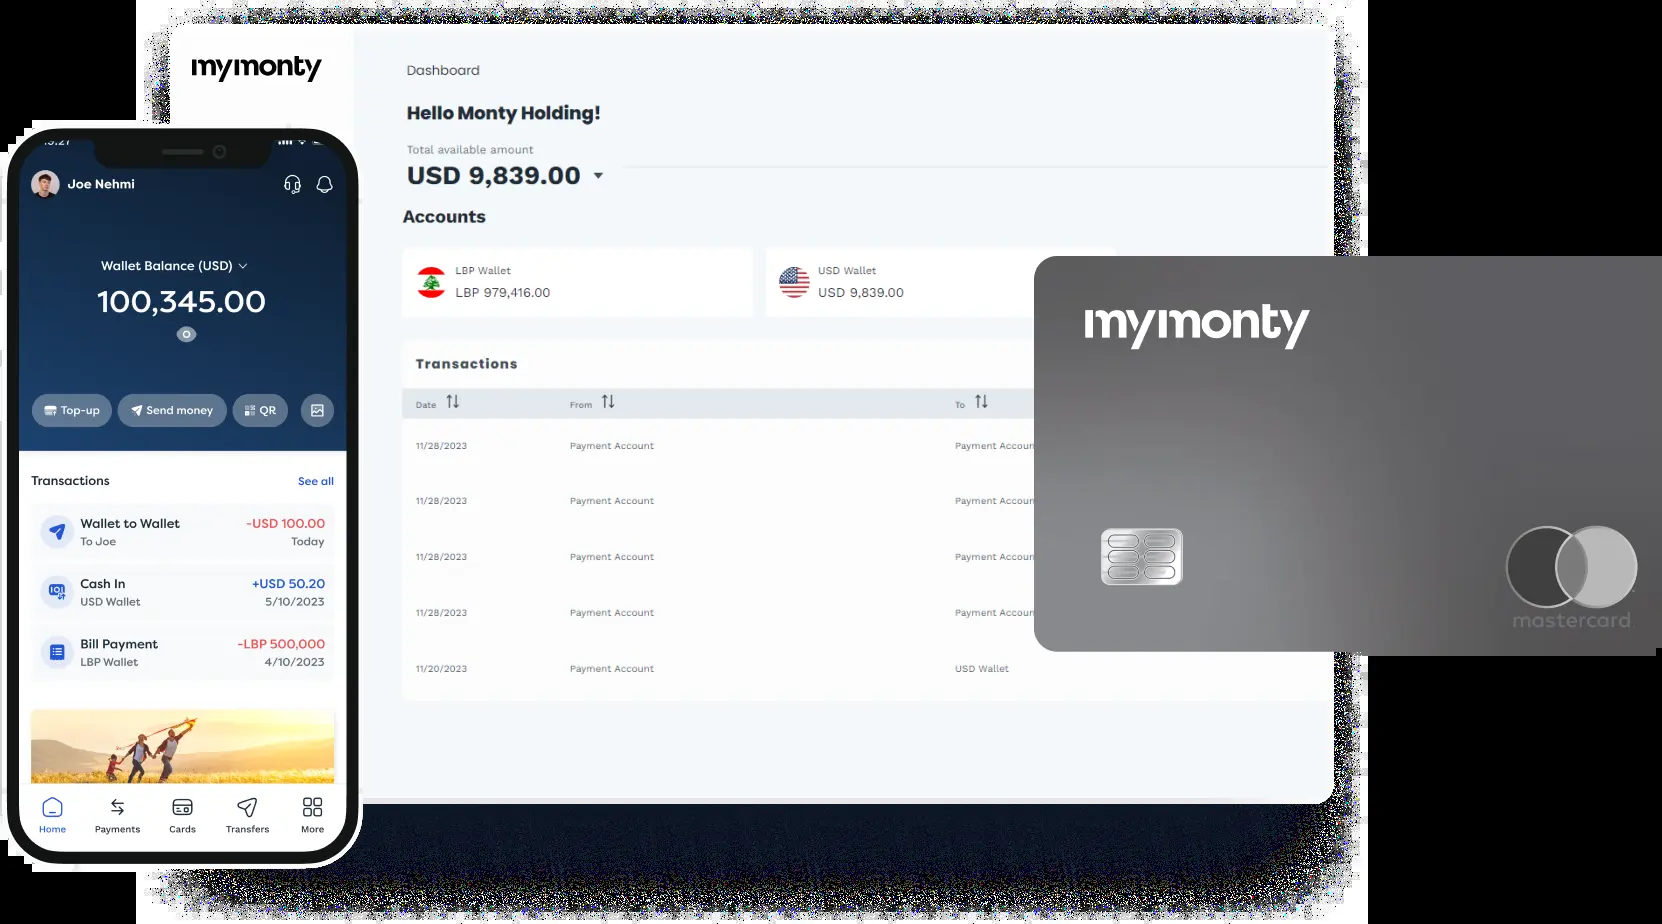 mymonty
Dashboard
Hello Monty Holding!
Total available amount
USD 9,839.00
Accounts
LBP Wallet
LBP 979,416.00
USD Wallet
USD 9,839.00
Transactions
Date From To
11/28/2023 Payment Account Payment
11/28/2023 Payment Account Payment
11/28/2023 Payment Account Payment
11/28/2023 Payment Account Payment
11/20/2023 Payment Account USD Wallet
Joe Nehmi
Wallet Balance (USD)
100,345.00
Top-up Send money QR
Transactions See all
Wallet to Wallet -USD 100.00
To Joe Today
Cash In +USD 50.20
USD Wallet 5/10/2023
Bill Payment -LBP 500,000
LBP Wallet 4/10/2023
Home Payments Cards Transfers More
mymonty
mastercard